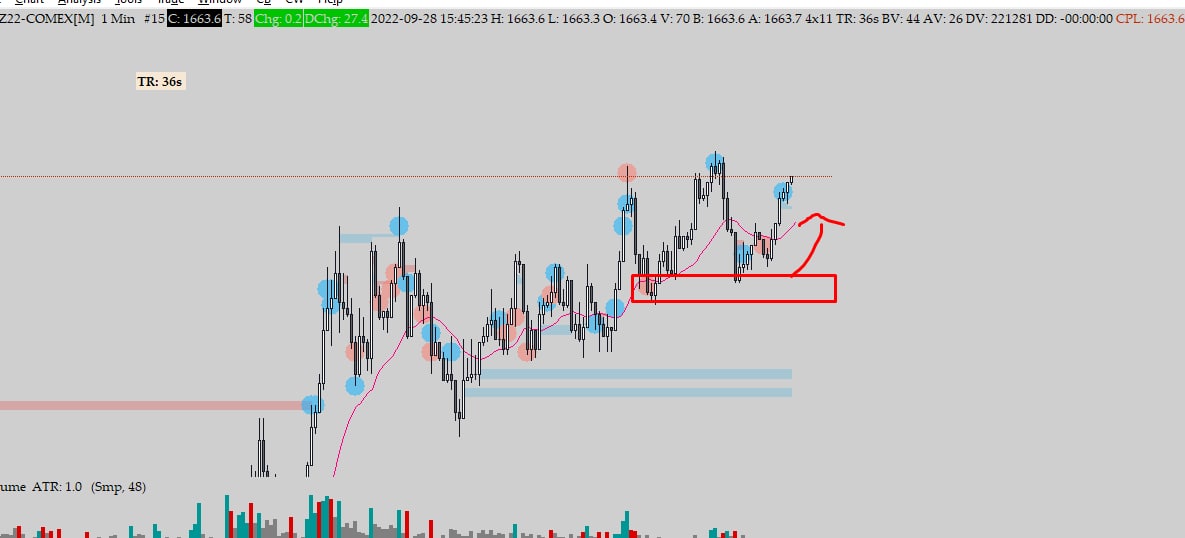 Z22-COMEX[M] 1 Min #15 C: 1663.6 T: 58 Chg: 0.2 DChg: 27.4 2022-09-28 15:45:23 H: 1663.6 L: 1663.3 O: 1663.4 V: 70 B: 1663.6 A: 1663.7 4x11 TR: 36s BV: 44 AV: 26 DV: 221281 DD: -00:00:00 CPL: 1663.6
TR: 36s
ume ATR: 1.0 (Smp, 48)